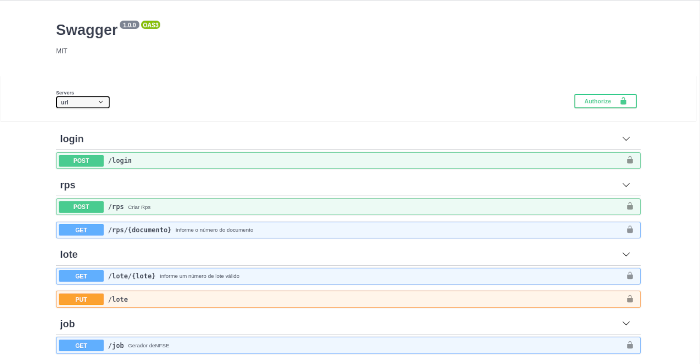 Swagger 1.0.0 OAS3
MIT
Servers
url
Authorize
login
POST /login
rps
POST /rps Criar Rps
GET /rps/{documento} Informe o número do documento
lote
GET /lote/{lote} Informe um número de lote válido
PUT /lote
job
GET /job Gerador deNFSE